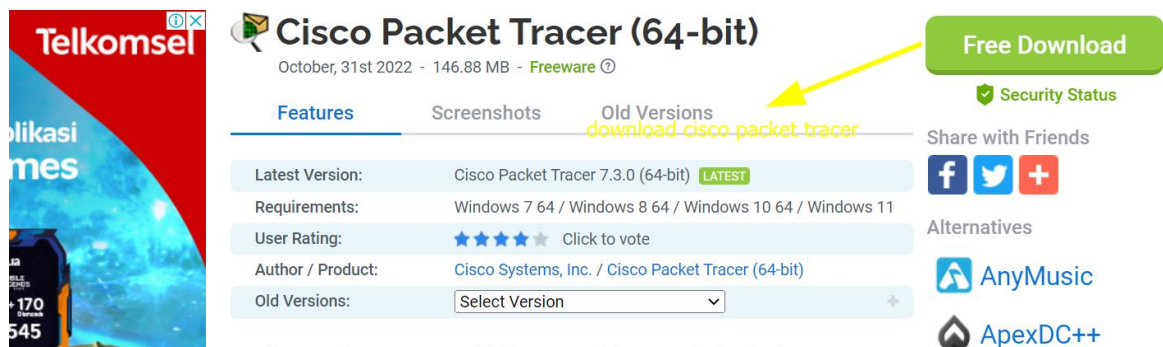 Telkomsel
plikasi
mes
+170
545
Cisco Packet Tracer (64-bit)
October, 31st 2022 - 146.88 MB - Freeware
Features
Screenshots
Old Versions
download cisco packet tracer
Latest Version: Cisco Packet Tracer 7.3.0 (64-bit) LATEST
Requirements: Windows 7 64 / Windows 8 64 / Windows 10 64 / Windows 11
User Rating: Click to vote
Author / Product: Cisco Systems, Inc. / Cisco Packet Tracer (64-bit)
Old Versions: Select Version
Free Download
Security Status
Share with Friends
Alternatives
AnyMusic
ApexDC++